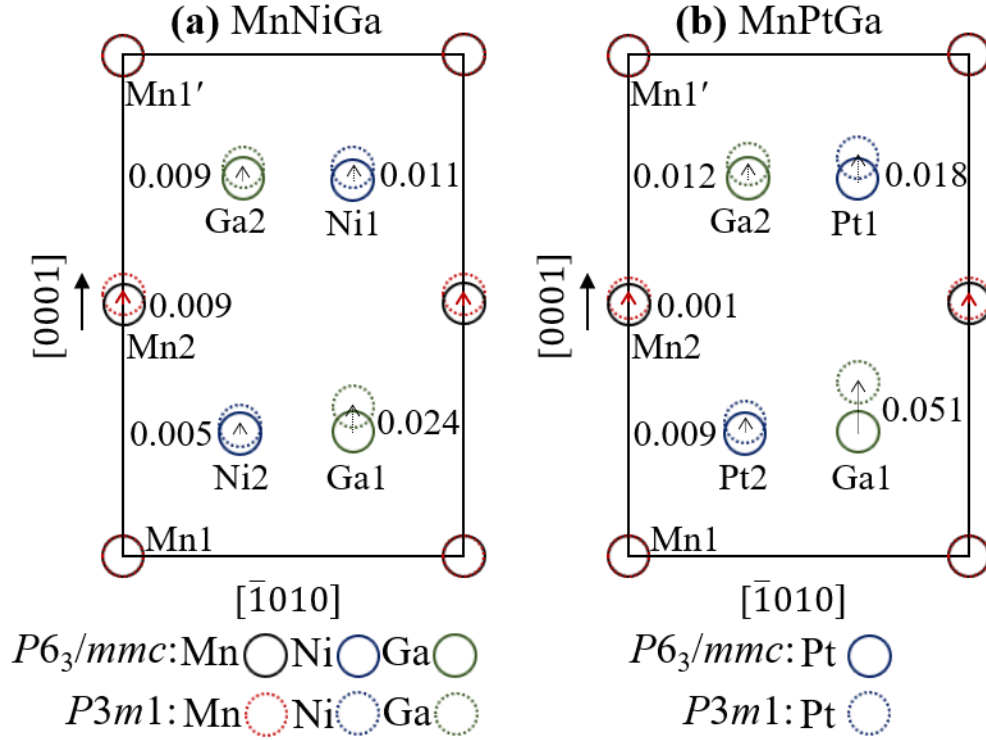 (a) MnNiGa
(b) MnPtGa
Mn1′
0.009
Ga2
Ni1
0.011
[0001]
0.009
Mn2
0.005
Ni2
Ga1
0.024
Mn1
[1̄010]
Mn1′
0.012
Ga2
Pt1
0.018
[0001]
0.001
Mn2
0.009
Pt2
Ga1
0.051
Mn1
[1̄010]
P6₃/mmc: Mn Ni Ga
P3m1: Mn Ni Ga
P6₃/mmc: Pt
P3m1: Pt